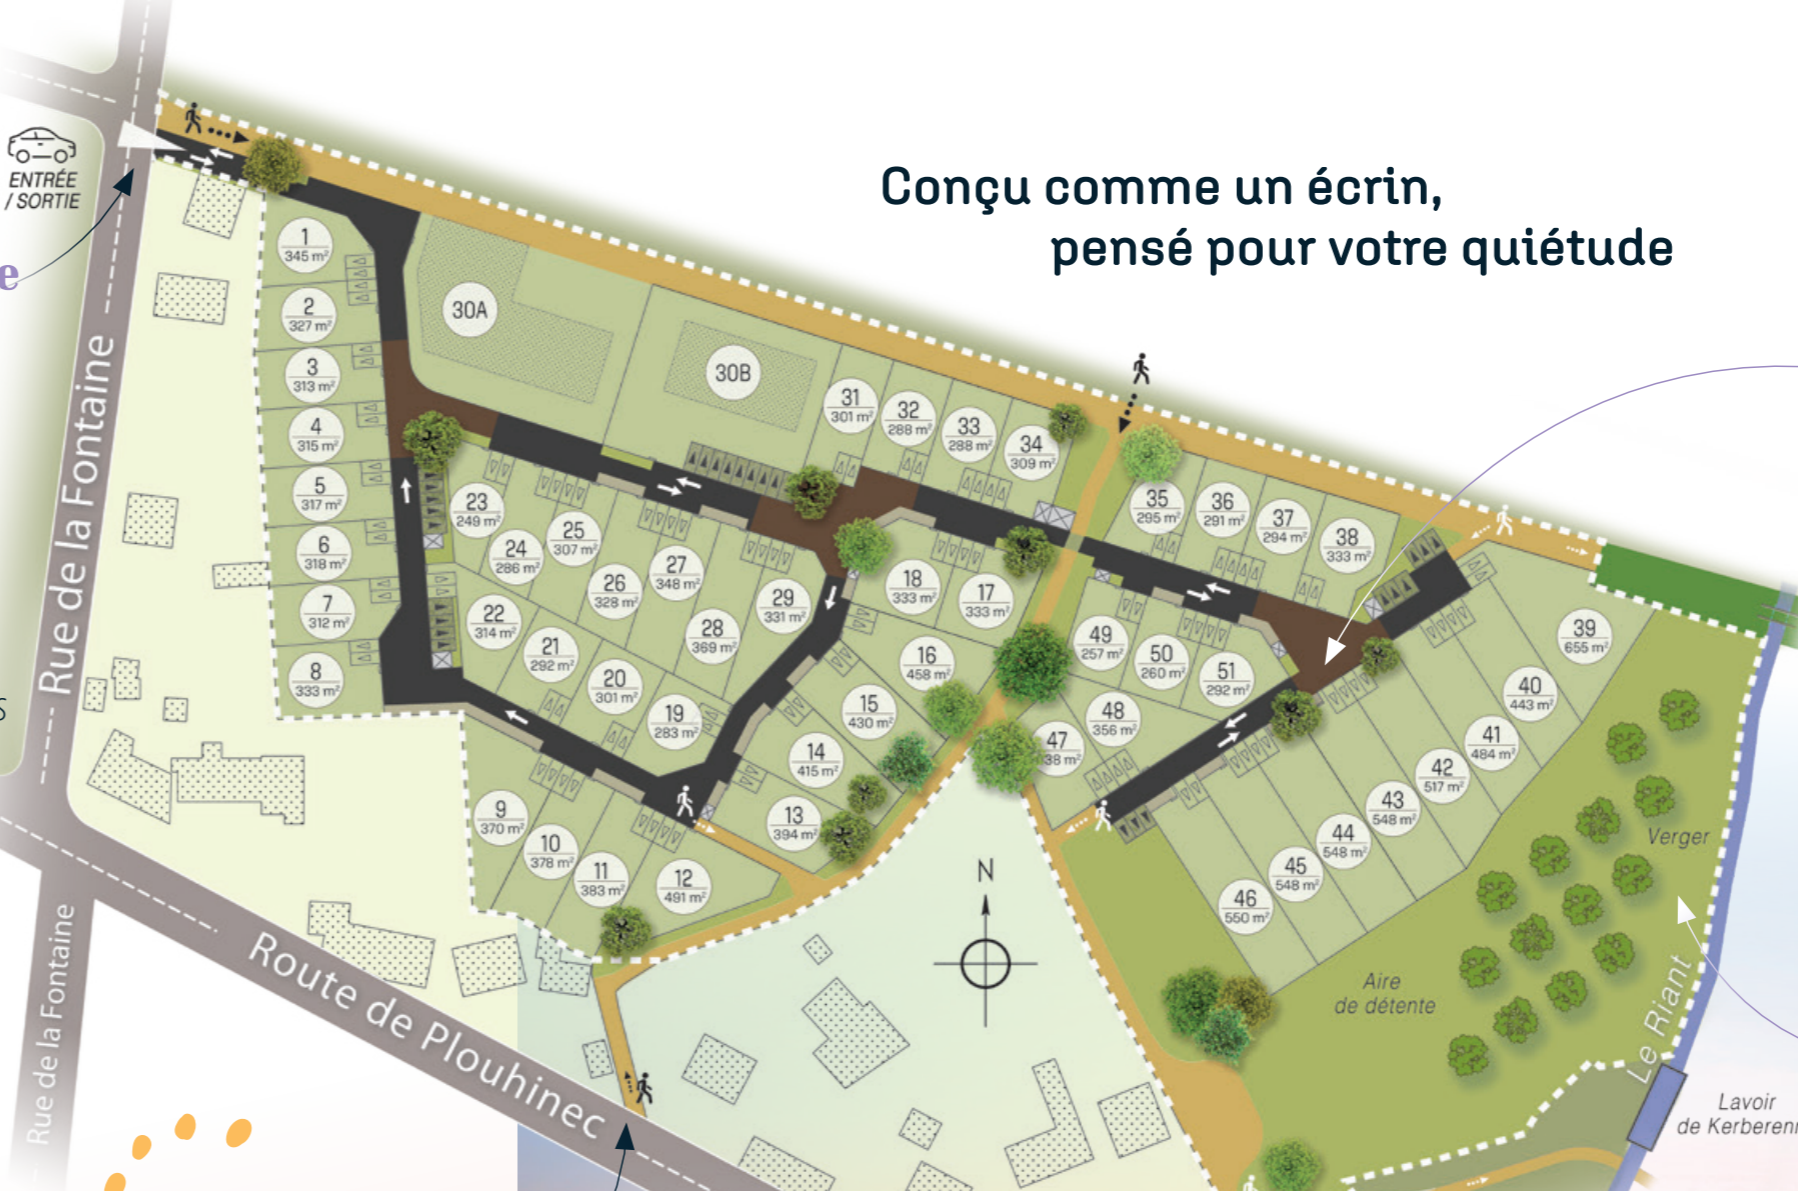 Conçu comme un écrin,
pensé pour votre quiétude
ENTRÉE
/ SORTIE
e
s
Rue de la Fontaine
Rue de la Fontaine
Route de Plouhinec
1
345 m²
2
327 m²
3
313 m²
4
315 m²
5
317 m²
6
318 m²
7
312 m²
8
333 m²
9
370 m²
10
378 m²
11
383 m²
12
491 m²
13
394 m²
14
415 m²
15
430 m²
16
458 m²
17
333 m²
18
333 m²
19
283 m²
20
301 m²
21
292 m²
22
314 m²
23
249 m²
24
286 m²
25
307 m²
26
328 m²
27
348 m²
28
369 m²
29
331 m²
30A
30B
31
301 m²
32
288 m²
33
288 m²
34
309 m²
35
295 m²
36
291 m²
37
294 m²
38
333 m²
39
655 m²
40
443 m²
41
484 m²
42
517 m²
43
548 m²
44
548 m²
45
548 m²
46
550 m²
47
38 m²
48
356 m²
49
257 m²
50
260 m²
51
292 m²
N
Verger
Aire
de détente
Le Riant
Lavoir
de Kerberen